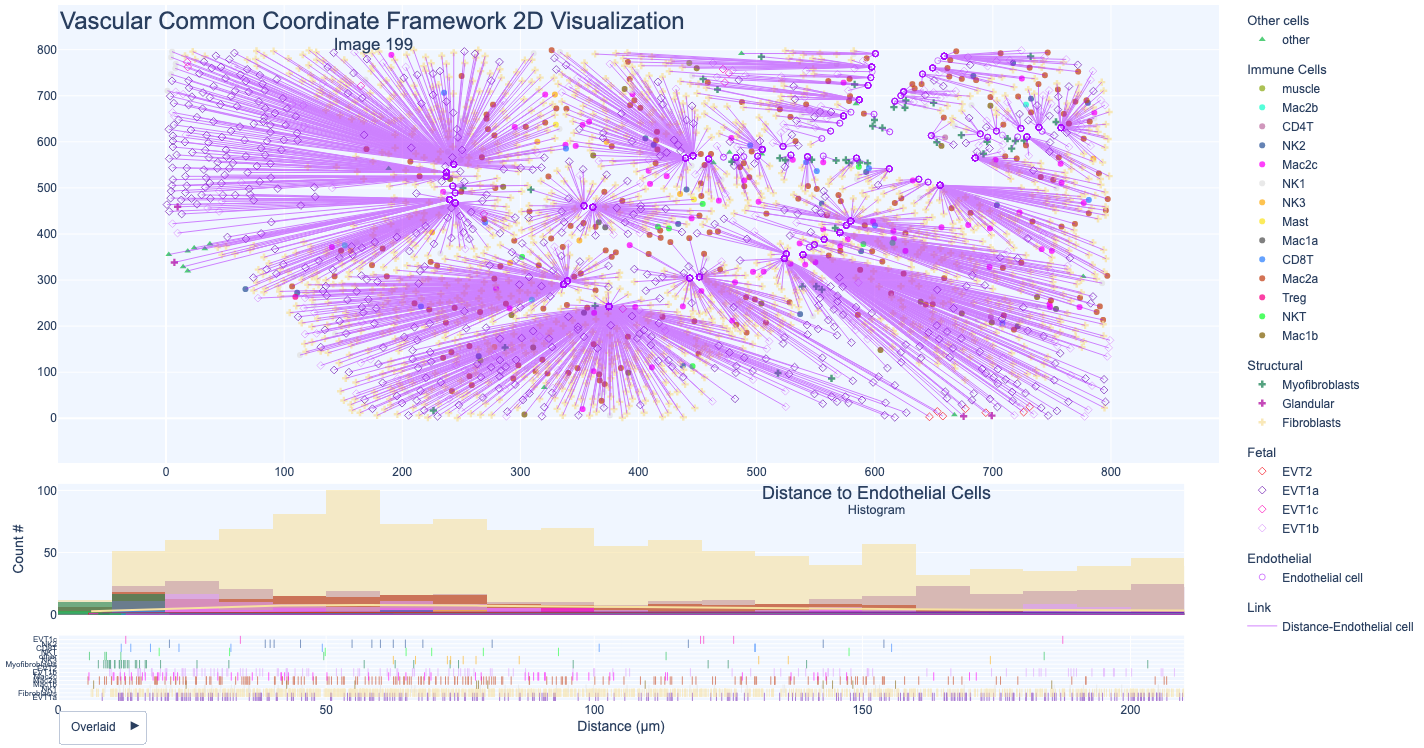 Vascular Common Coordinate Framework 2D Visualization
Image 199
800
700
600
500
400
300
200
100
0
0 100 200 300 400 500 600 700 800
Other cells
other
Immune Cells
muscle
Mac2b
CD4T
NK2
Mac2c
NK1
NK3
Mast
Mac1a
CD8T
Mac2a
Treg
NKT
Mac1b
Structural
Myofibroblasts
Glandular
Fibroblasts
Fetal
EVT2
EVT1a
EVT1c
EVT1b
Endothelial
Endothelial cell
Link
Distance-Endothelial cell
Distance to Endothelial Cells
Histogram
Count #
100
50
0
EVT1c
CD8T
Myofibroblasts
Fibroblasts
0 50 100 150 200
Distance (μm)
Overlaid ►